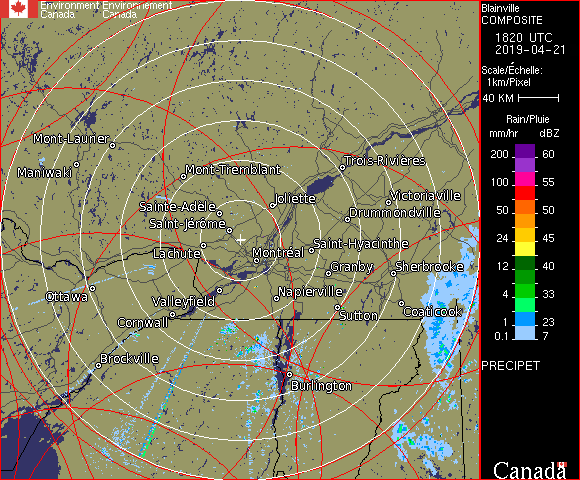 Environment Environnement
Canada Canada
Blainville
COMPOSITE
1820 UTC
2019-04-21
Scale/Échelle:
1km/Pixel
40 KM
Rain/Pluie
mm/hr dBZ
200 60
100 55
50 50
24 45
12 40
4 33
1 23
0.1 7
PRECIPET
Canada
Mont-Laurier
Maniwaki
Mont-Tremblant
Trois-Rivières
Sainte-Adèle
Joliette
Victoriaville
Drummondville
Saint-Jérôme
Lachute
Montréal
Saint-Hyacinthe
Granby
Sherbrooke
Ottawa
Valleyfield
Napierville
Coaticook
Cornwall
Sutton
Brockville
Burlington